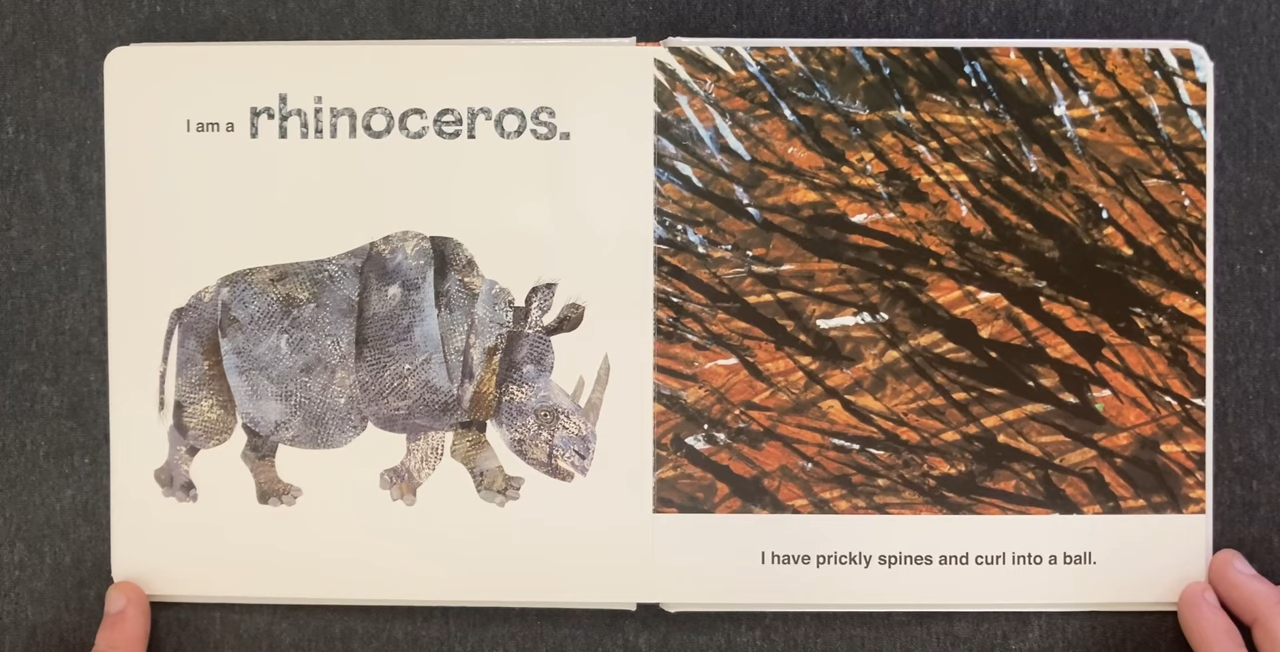 I am a rhinoceros.
I have prickly spines and curl into a ball.